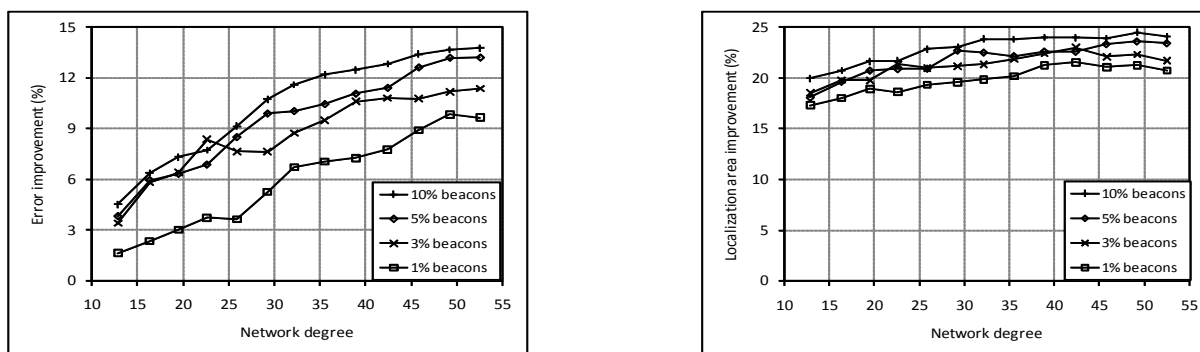 15
12
9
6
3
0
Error improvement (%)
10% beacons
5% beacons
3% beacons
1% beacons
10 15 20 25 30 35 40 45 50 55
Network degree
25
20
15
10
5
0
Localization area improvement (%)
10% beacons
5% beacons
3% beacons
1% beacons
10 15 20 25 30 35 40 45 50 55
Network degree